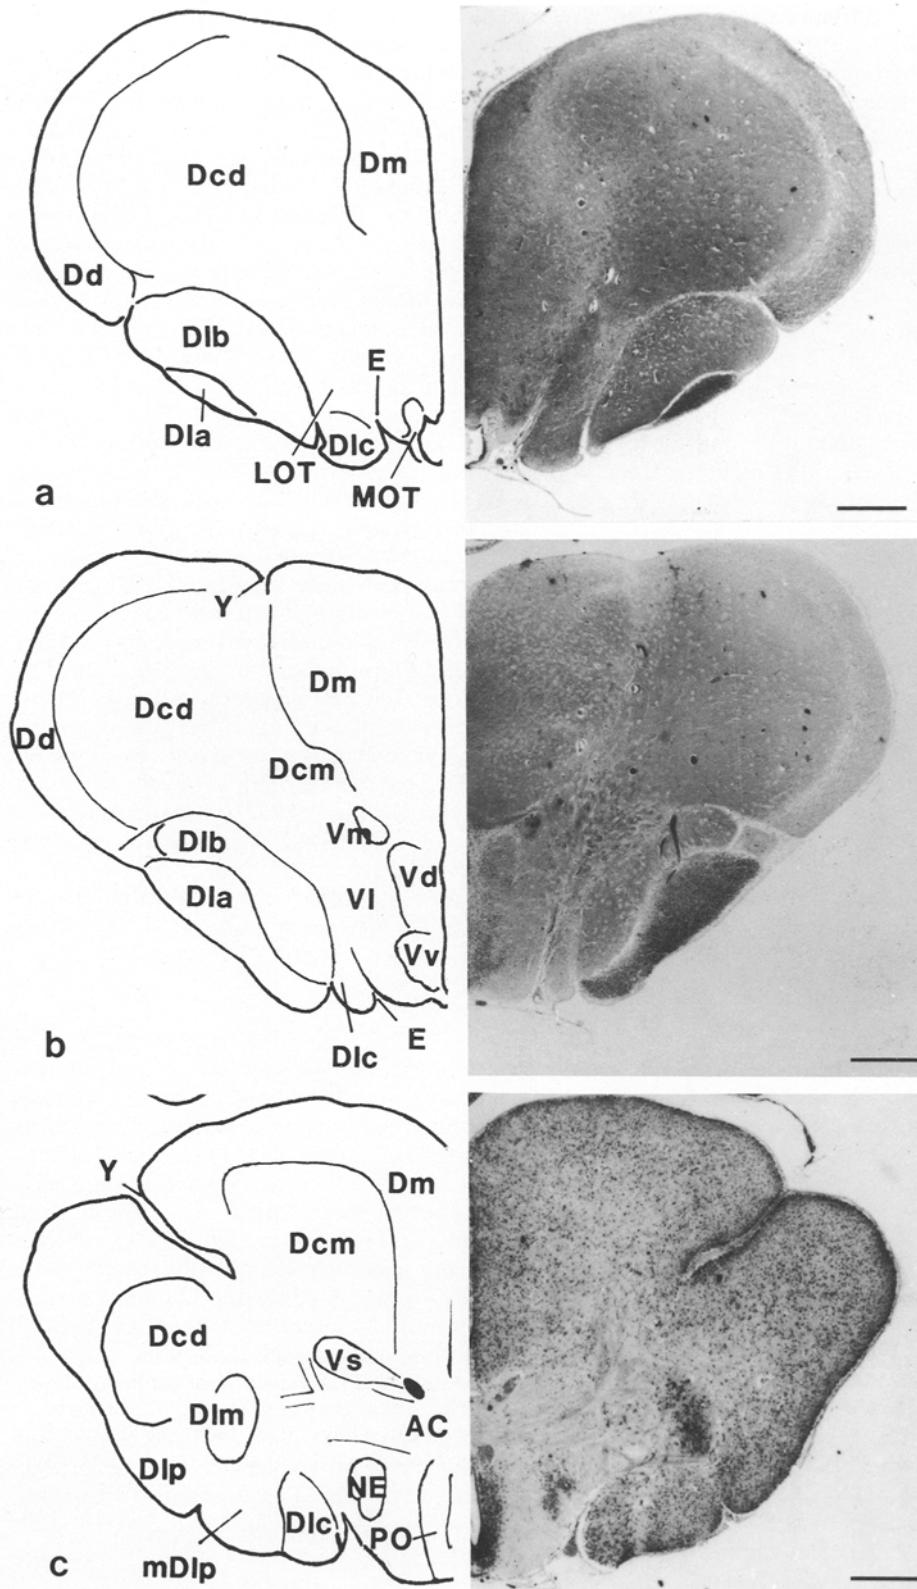 Dcd
Dm
Dd
Dlb
E
Dla
Dlc
LOT
MOT
a
Y
Dm
Dcd
Dd
Dcm
Vm
Dlb
Vd
Dla
Vl
Vv
E
Dlc
b
Y
Dm
Dcm
Dcd
Vs
Dlm
AC
Dlp
NE
Dlc
PO
mDlp
c